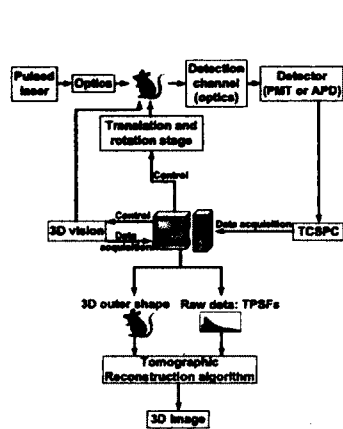 Pulsed
laser
Optics
Detection
channel
(optics)
Detector
(PMT or APD)
Translation and
rotation stage
Control
Control
Data
acquisition
3D vision
Data acquisition
TCSPC
3D outer shape
Raw data: TPSFs
Tomographic
Reconstruction algorithm
3D image